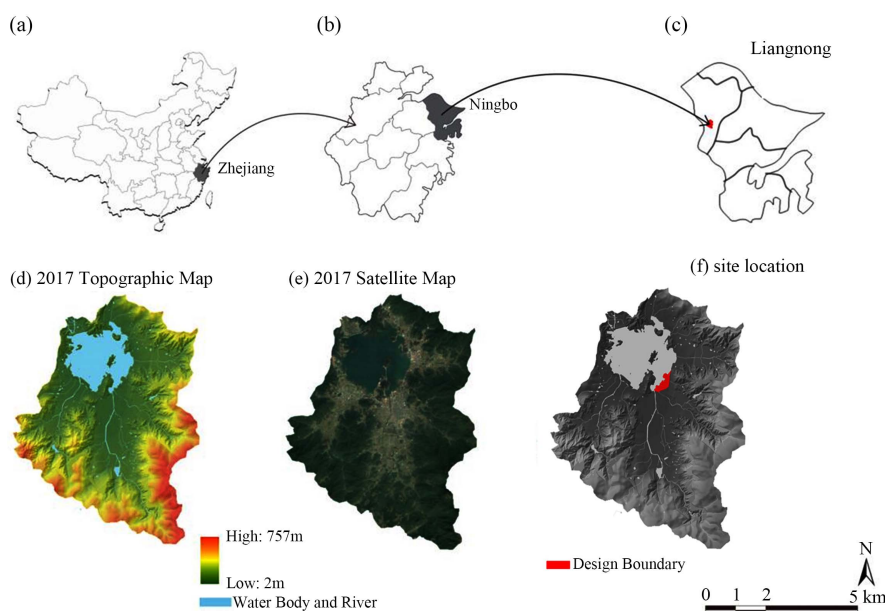 (a)
(b)
(c)
Liangnong
Ningbo
Zhejiang
(d) 2017 Topographic Map
(e) 2017 Satellite Map
(f) site location
High: 757m
Low: 2m
Water Body and River
Design Boundary
N
0 1 2 5 km